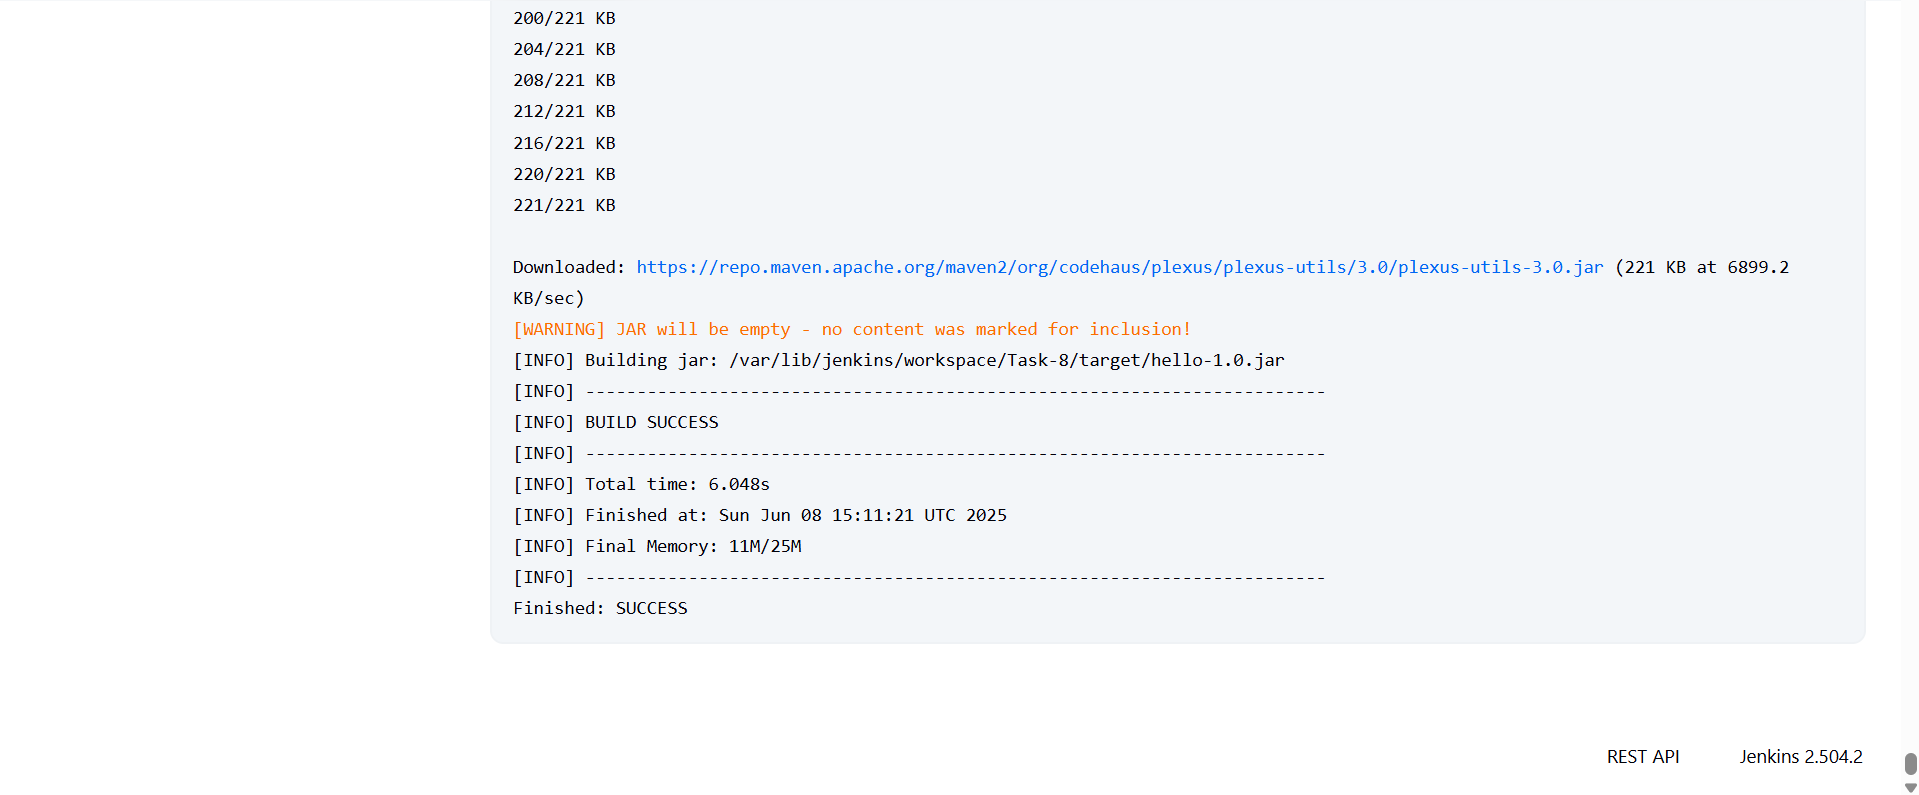 200/221 KB
204/221 KB
208/221 KB
212/221 KB
216/221 KB
220/221 KB
221/221 KB
Downloaded: https://repo.maven.apache.org/maven2/org/codehaus/plexus/plexus-utils/3.0/plexus-utils-3.0.jar (221 KB at 6899.2
KB/sec)
[WARNING] JAR will be empty - no content was marked for inclusion!
[INFO] Building jar: /var/lib/jenkins/workspace/Task-8/target/hello-1.0.jar
[INFO] ------------------------------------------------------------------------
[INFO] BUILD SUCCESS
[INFO] ------------------------------------------------------------------------
[INFO] Total time: 6.048s
[INFO] Finished at: Sun Jun 08 15:11:21 UTC 2025
[INFO] Final Memory: 11M/25M
[INFO] ------------------------------------------------------------------------
Finished: SUCCESS
REST API Jenkins 2.504.2